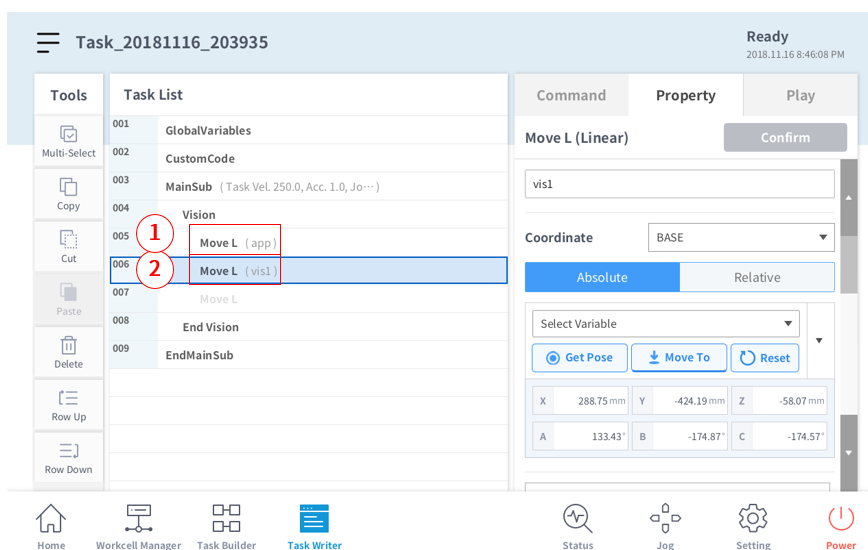 Task_20181116_203935
Ready
2018.11.16 8:46:08 PM
Tools
Multi-Select
Copy
Cut
Paste
Delete
Row Up
Row Down
Task List
001 GlobalVariables
002 CustomCode
003 MainSub ( Task Vel. 250.0, Acc. 1.0, Jo··· )
004 Vision
005 1 Move L ( app )
006 2 Move L ( vis1 )
007 Move L
008 End Vision
009 EndMainSub
Command Property Play
Move L (Linear) Confirm
vis1
Coordinate BASE
Absolute Relative
Select Variable
Get Pose Move To Reset
X 288.75 mm Y -424.19 mm Z -58.07 mm
A 133.43° B -174.87° C -174.57°
Home Workcell Manager Task Builder Task Writer Status Jog Setting Power